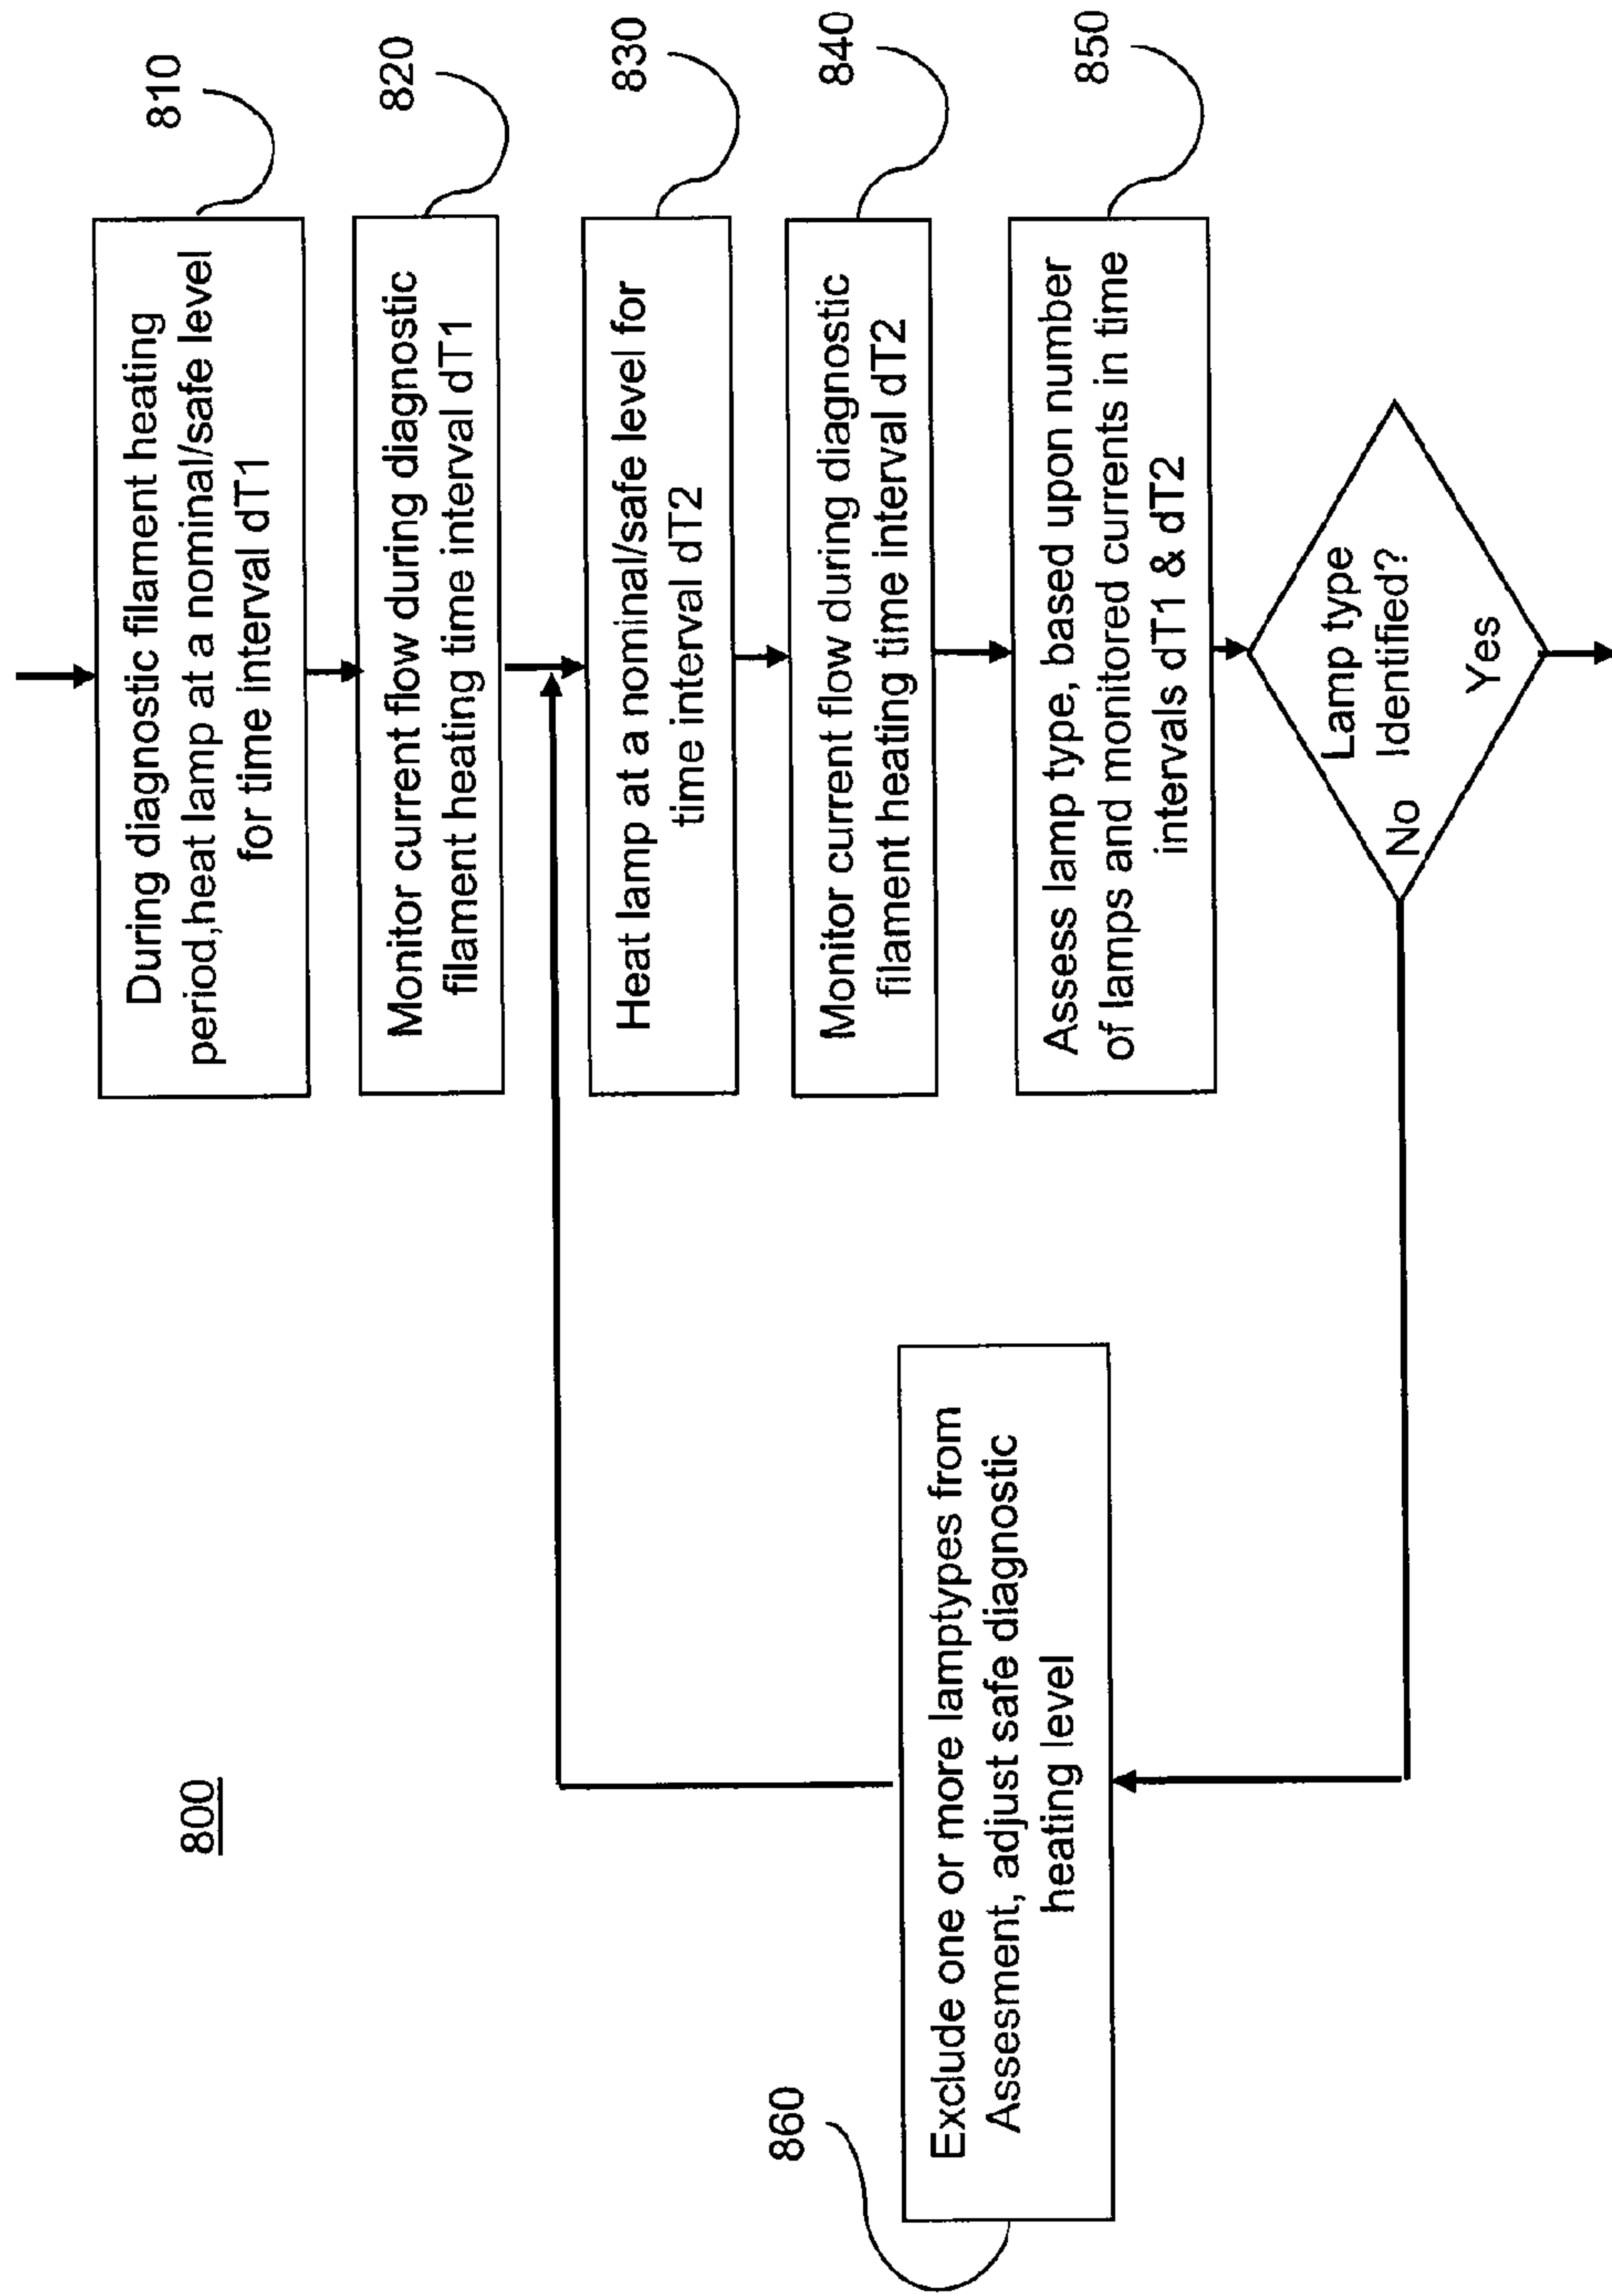 800
810
During diagnostic filament heating
period,heat lamp at a nominal/safe level
for time interval dT1
820
Monitor current flow during diagnostic
filament heating time interval dT1
830
Heat lamp at a nominal/safe level for
time interval dT2
840
Monitor current flow during diagnostic
filament heating time interval dT2
850
Assess lamp type, based upon number
of lamps and monitored currents in time
intervals dT1 & dT2
Lamp type
Identified?
No
Yes
860
Exclude one or more lamptypes from
Assesment, adjust safe diagnostic
heating level